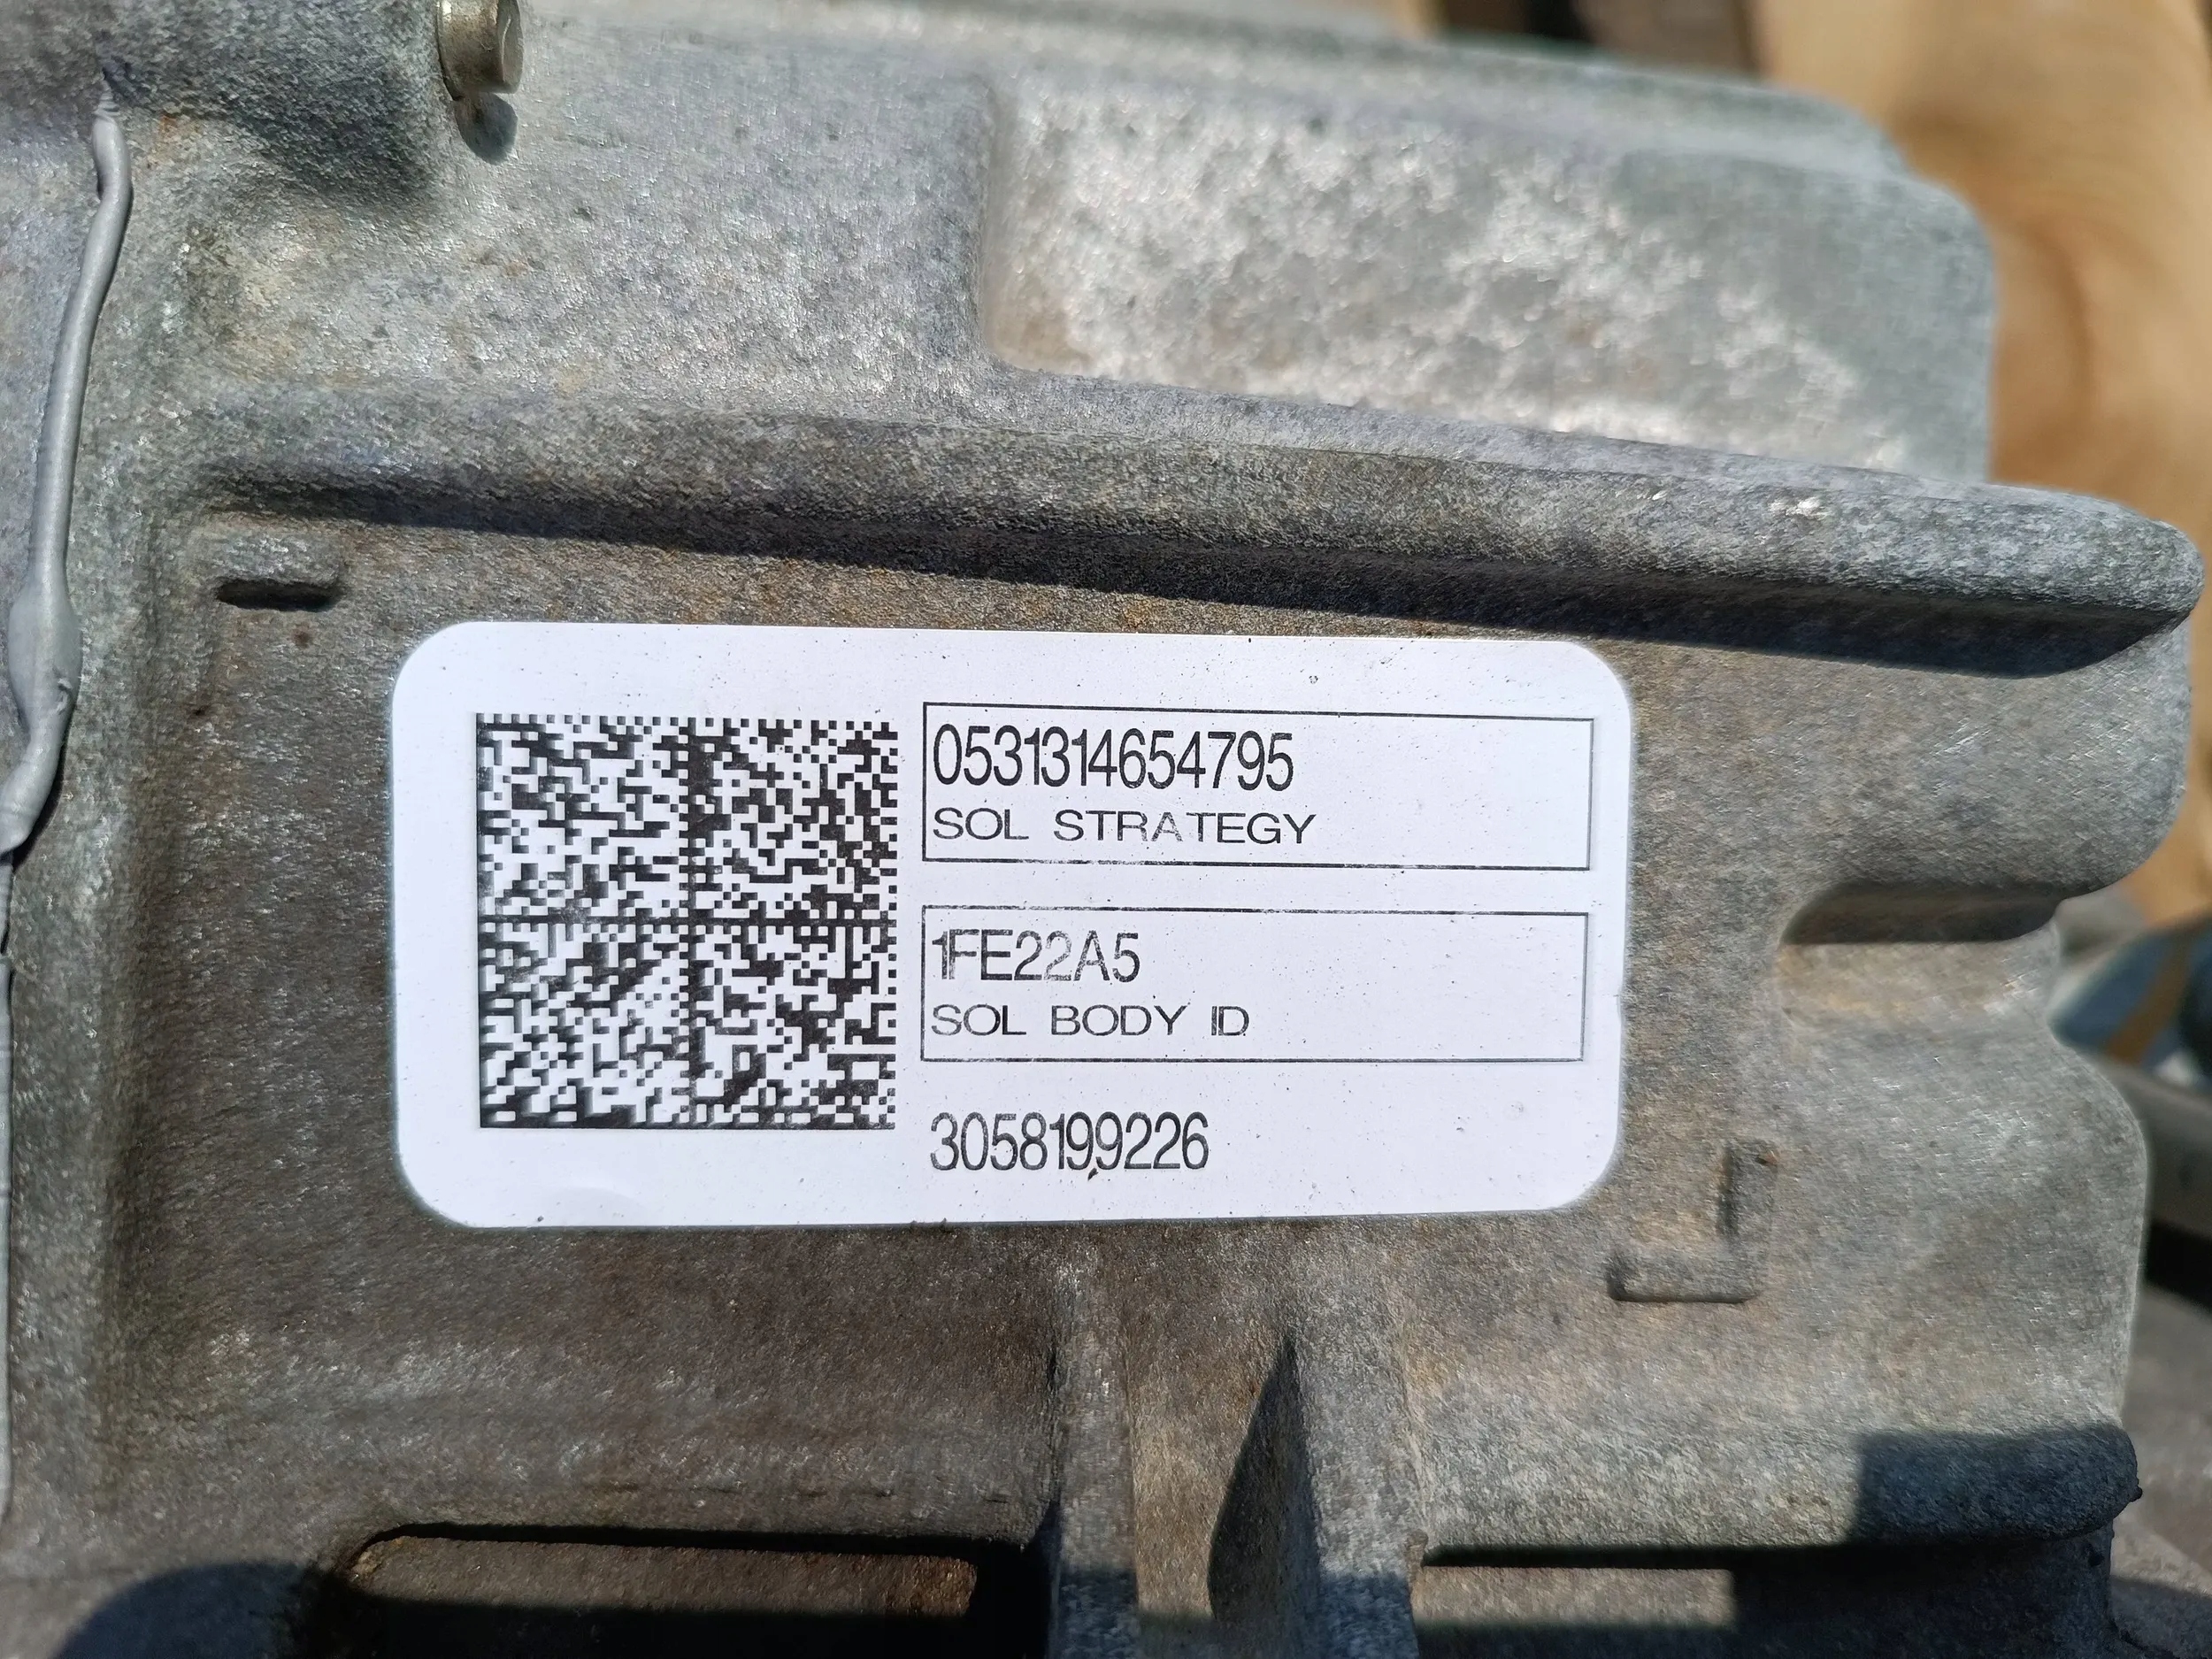 0531314654795
SOL STRATEGY
1FE22A5
SOL BODY ID
3058199226